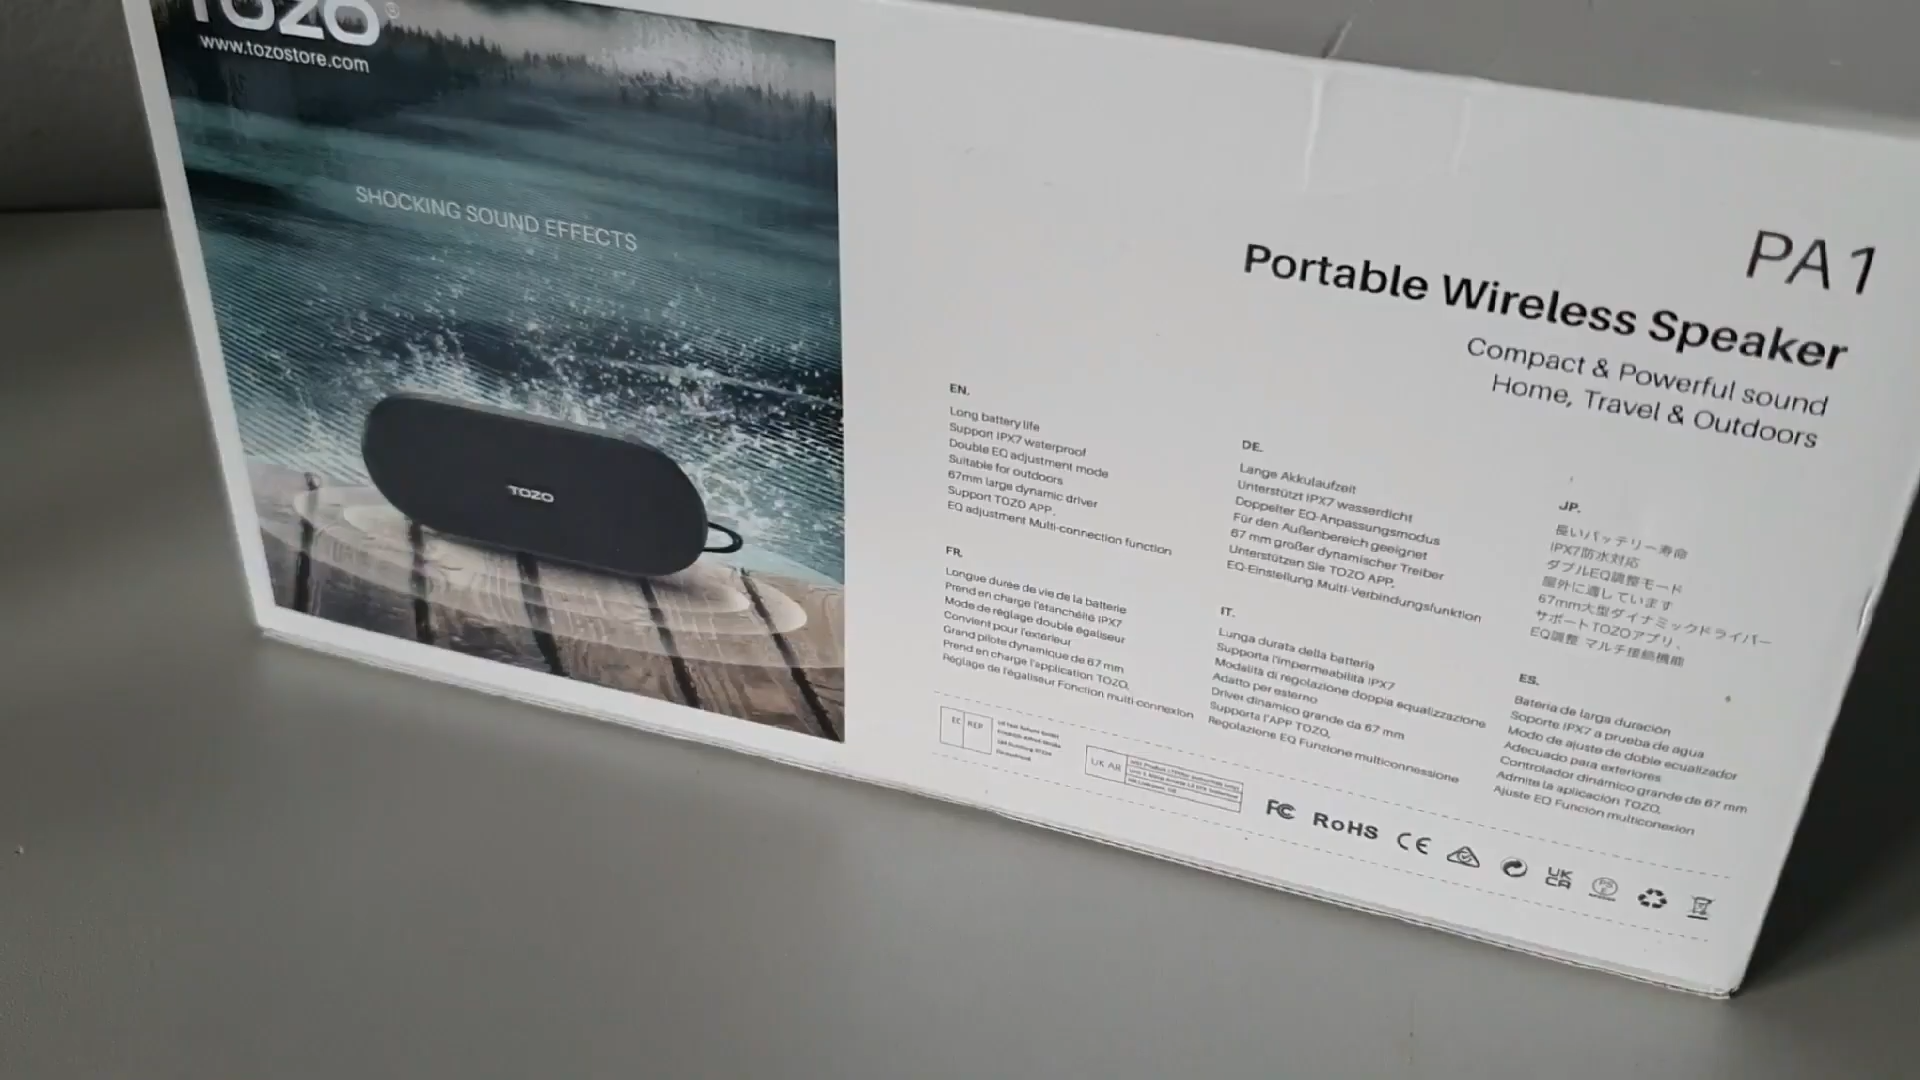 TOZO®
www.tozostore.com
SHOCKING SOUND EFFECTS
TOZO
PA1
Portable Wireless Speaker
Compact & Powerful sound
Home, Travel & Outdoors
EN.
Long battery life
Support IPX7 waterproof
Double EQ adjustment mode
Suitable for outdoors
67mm large dynamic driver
Support TOZO APP,
EQ adjustment Multi-connection function
FR.
Longue durée de vie de la batterie
Prend en charge l'étanchéité IPX7
Mode de réglage double égaliseur
Convient pour l'extérieur
Grand pilote dynamique de 67 mm
Prend en charge l'application TOZO,
Réglage de l'égaliseur Fonction multi-connexion
DE.
Lange Akkulaufzeit
Unterstützt IPX7 wasserdicht
Doppelter EQ-Anpassungsmodus
Für den Außenbereich geeignet
67 mm großer dynamischer Treiber
Unterstützen Sie TOZO APP,
EQ-Einstellung Multi-Verbindungsfunktion
IT.
Lunga durata della batteria
Supporta l'impermeabilità IPX7
Modalità di regolazione doppia equalizzazione
Adatto per esterno
Driver dinamico grande da 67 mm
Supporta l'APP TOZO,
Regolazione EQ Funzione multiconnessione
JP.
長いバッテリー寿命
IPX7防水対応
ダブルEQ調整モード
屋外に適しています
67mm大型ダイナミックドライバー
サポートTOZOアプリ、
EQ調整 マルチ接続機能
ES.
Batería de larga duración
Soporte IPX7 a prueba de agua
Modo de ajuste de doble ecualizador
Adecuado para exteriores
Controlador dinámico grande de 67 mm
Admite la aplicación TOZO,
Ajuste EQ Función multiconexión
EC REP
UK AR
FC RoHS CE UK CA PS E